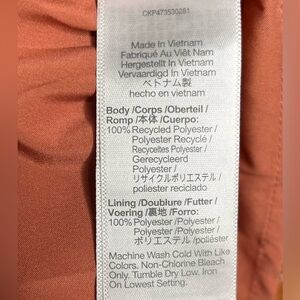 CKP473530281
Made In Vietnam
Fabriqué Au Việt Nam
Hergestellt In Vietnam
Vervaardigd In Vietnam
ベトナム製
hecho en vietnam
Body /Corps /Oberteil /
Romp /本体 /Cuerpo:
100% Recycled Polyester /
Polyester Recyclé /
Recyceltes Polyester /
Gerecycleerd
Polyester /
リサイクルポリエステル /
poliester reciclado
Lining /Doublure /Futter /
Voering /裏地 /Forro:
100% Polyester /Polyester
/Polyester /Polyester /
ポリエステル /poliéster
Machine Wash Cold With Like
Colors. Non-Chlorine Bleach
Only. Tumble Dry Low. Iron
On Lowest Setting.